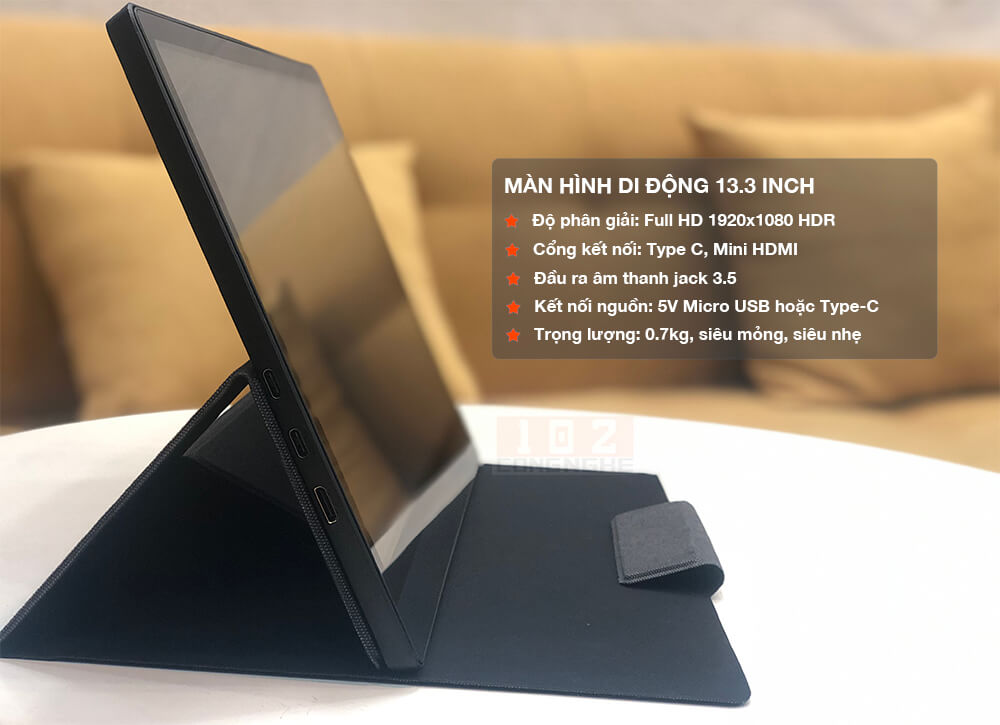 MÀN HÌNH DI ĐỘNG 13.3 INCH
Độ phân giải: Full HD 1920x1080 HDR
Cổng kết nối: Type C, Mini HDMI
Đầu ra âm thanh jack 3.5
Kết nối nguồn: 5V Micro USB hoặc Type-C
Trọng lượng: 0.7kg, siêu mỏng, siêu nhẹ
102
CONGNGHE